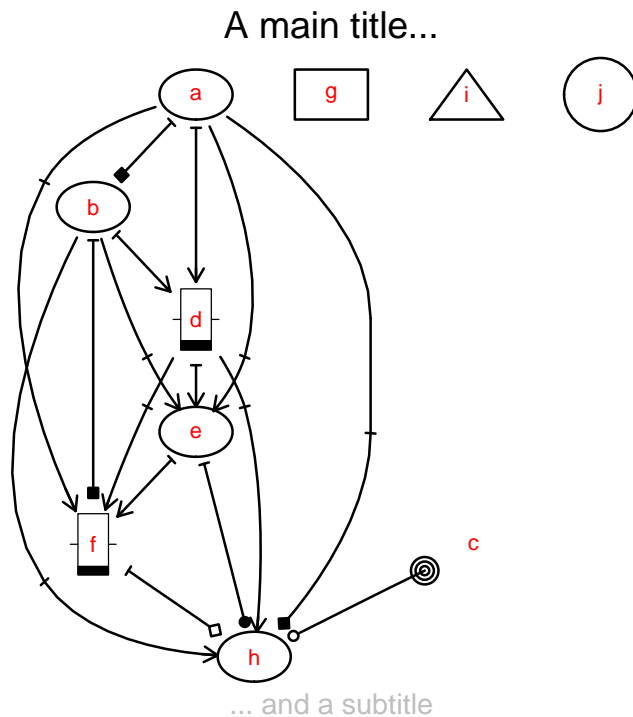 A main title...
a g i j
b
d
e
f c
h
... and a subtitle